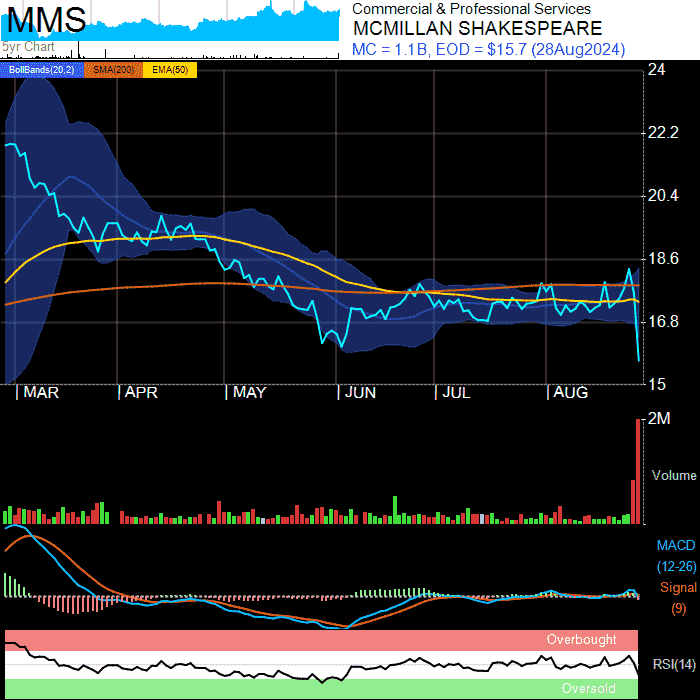 MMS
5yr Chart
Commercial & Professional Services
MCMILLAN SHAKESPEARE
MC = 1.1B, EOD = $15.7 (28Aug2024)
BollBands(20,2) SMA(200) EMA(50)
24
22.2
20.4
18.6
16.8
15
MAR APR MAY JUN JUL AUG
2M
Volume
MACD
(12-26)
Signal
(9)
Overbought
RSI(14)
Oversold